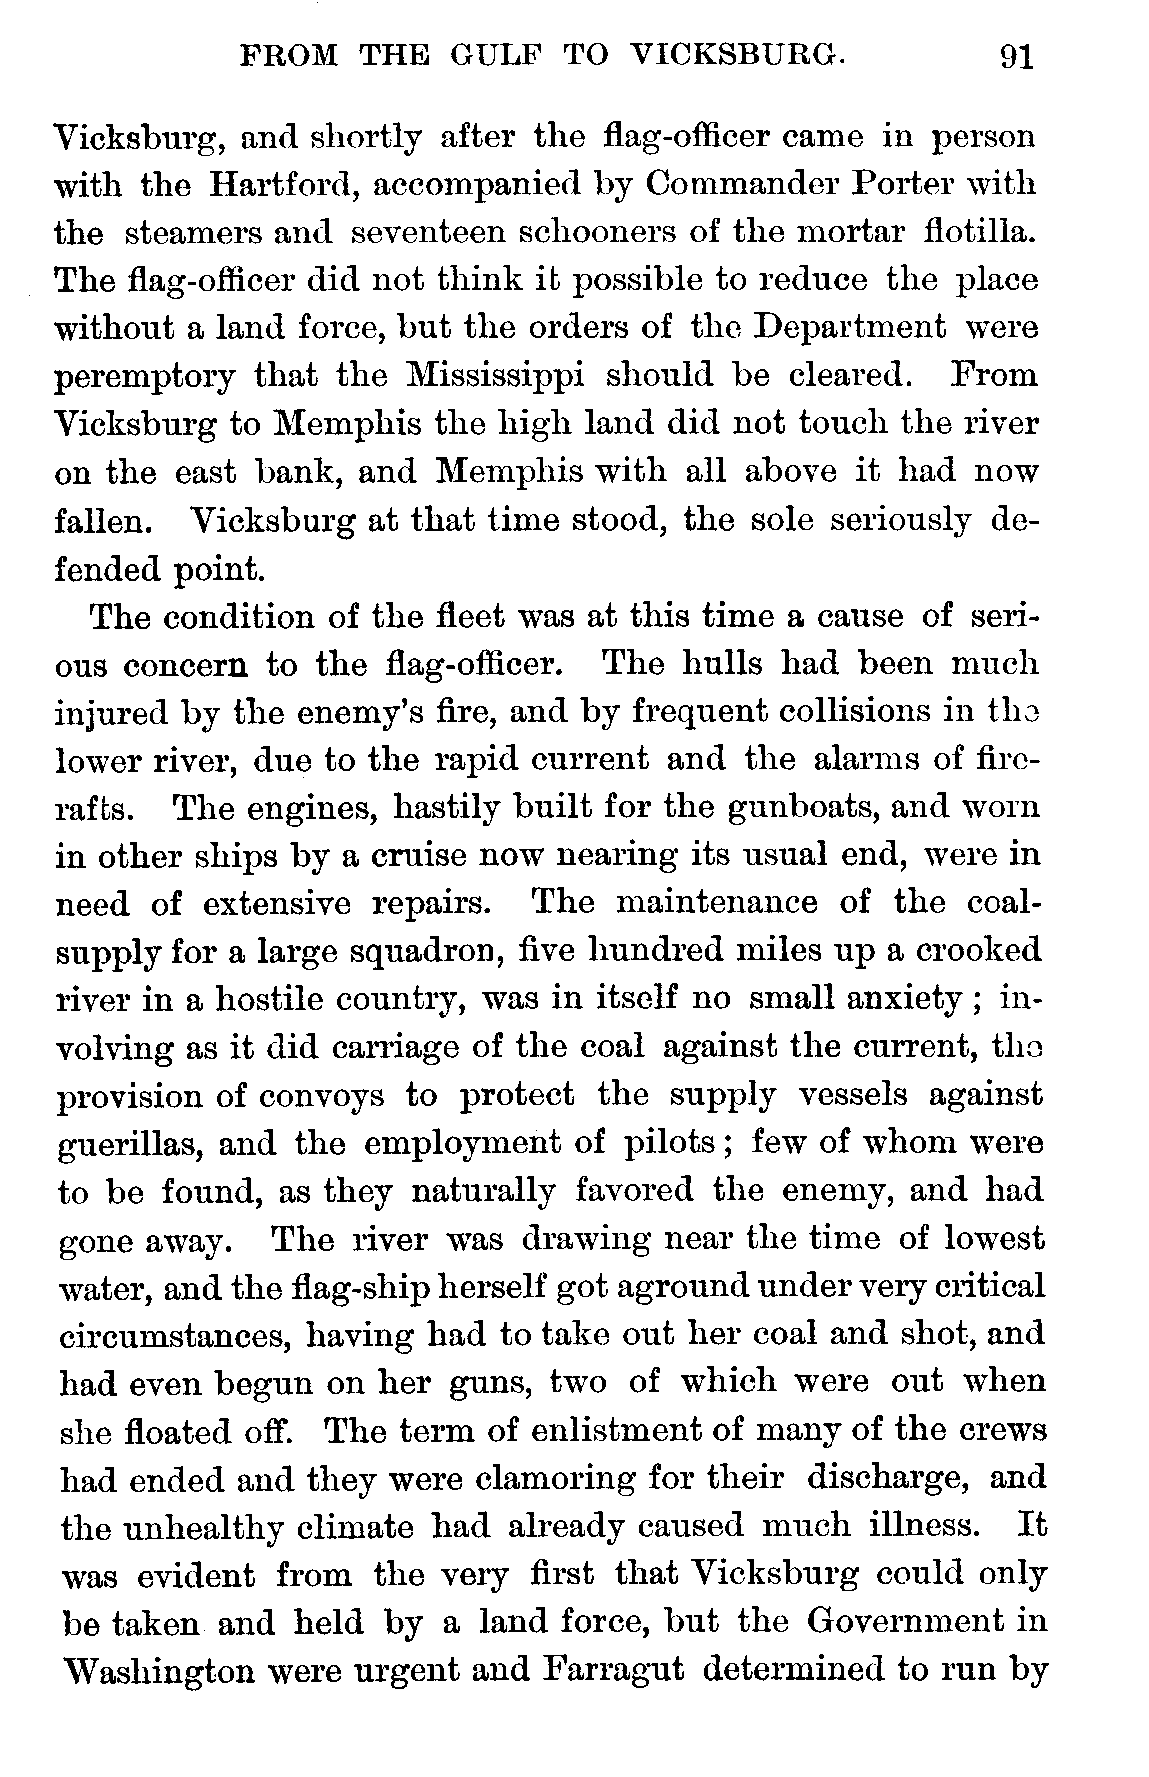 FROM THE GULF TO VICKSBURG. 91
Vicksburg, and shortly after the flag-officer came in person
with the Hartford, accompanied by Commander Porter with
the steamers and seventeen schooners of the mortar flotilla.
The flag-officer did not think it possible to reduce the place
without a land force, but the orders of the Department were
peremptory that the Mississippi should be cleared. From
Vicksburg to Memphis the high land did not touch the river
on the east bank, and Memphis with all above it had now
fallen. Vicksburg at that time stood, the sole seriously de-
fended point.
The condition of the fleet was at this time a cause of seri-
ous concern to the flag-officer. The hulls had been much
injured by the enemy's fire, and by frequent collisions in the
lower river, due to the rapid current and the alarms of fire-
rafts. The engines, hastily built for the gunboats, and worn
in other ships by a cruise now nearing its usual end, were in
need of extensive repairs. The maintenance of the coal-
supply for a large squadron, five hundred miles up a crooked
river in a hostile country, was in itself no small anxiety; in-
volving as it did carriage of the coal against the current, the
provision of convoys to protect the supply vessels against
guerillas, and the employment of pilots; few of whom were
to be found, as they naturally favored the enemy, and had
gone away. The river was drawing near the time of lowest
water, and the flag-ship herself got aground under very critical
circumstances, having had to take out her coal and shot, and
had even begun on her guns, two of which were out when
she floated off. The term of enlistment of many of the crews
had ended and they were clamoring for their discharge, and
the unhealthy climate had already caused much illness. It
was evident from the very first that Vicksburg could only
be taken and held by a land force, but the Government in
Washington were urgent and Farragut determined to run by